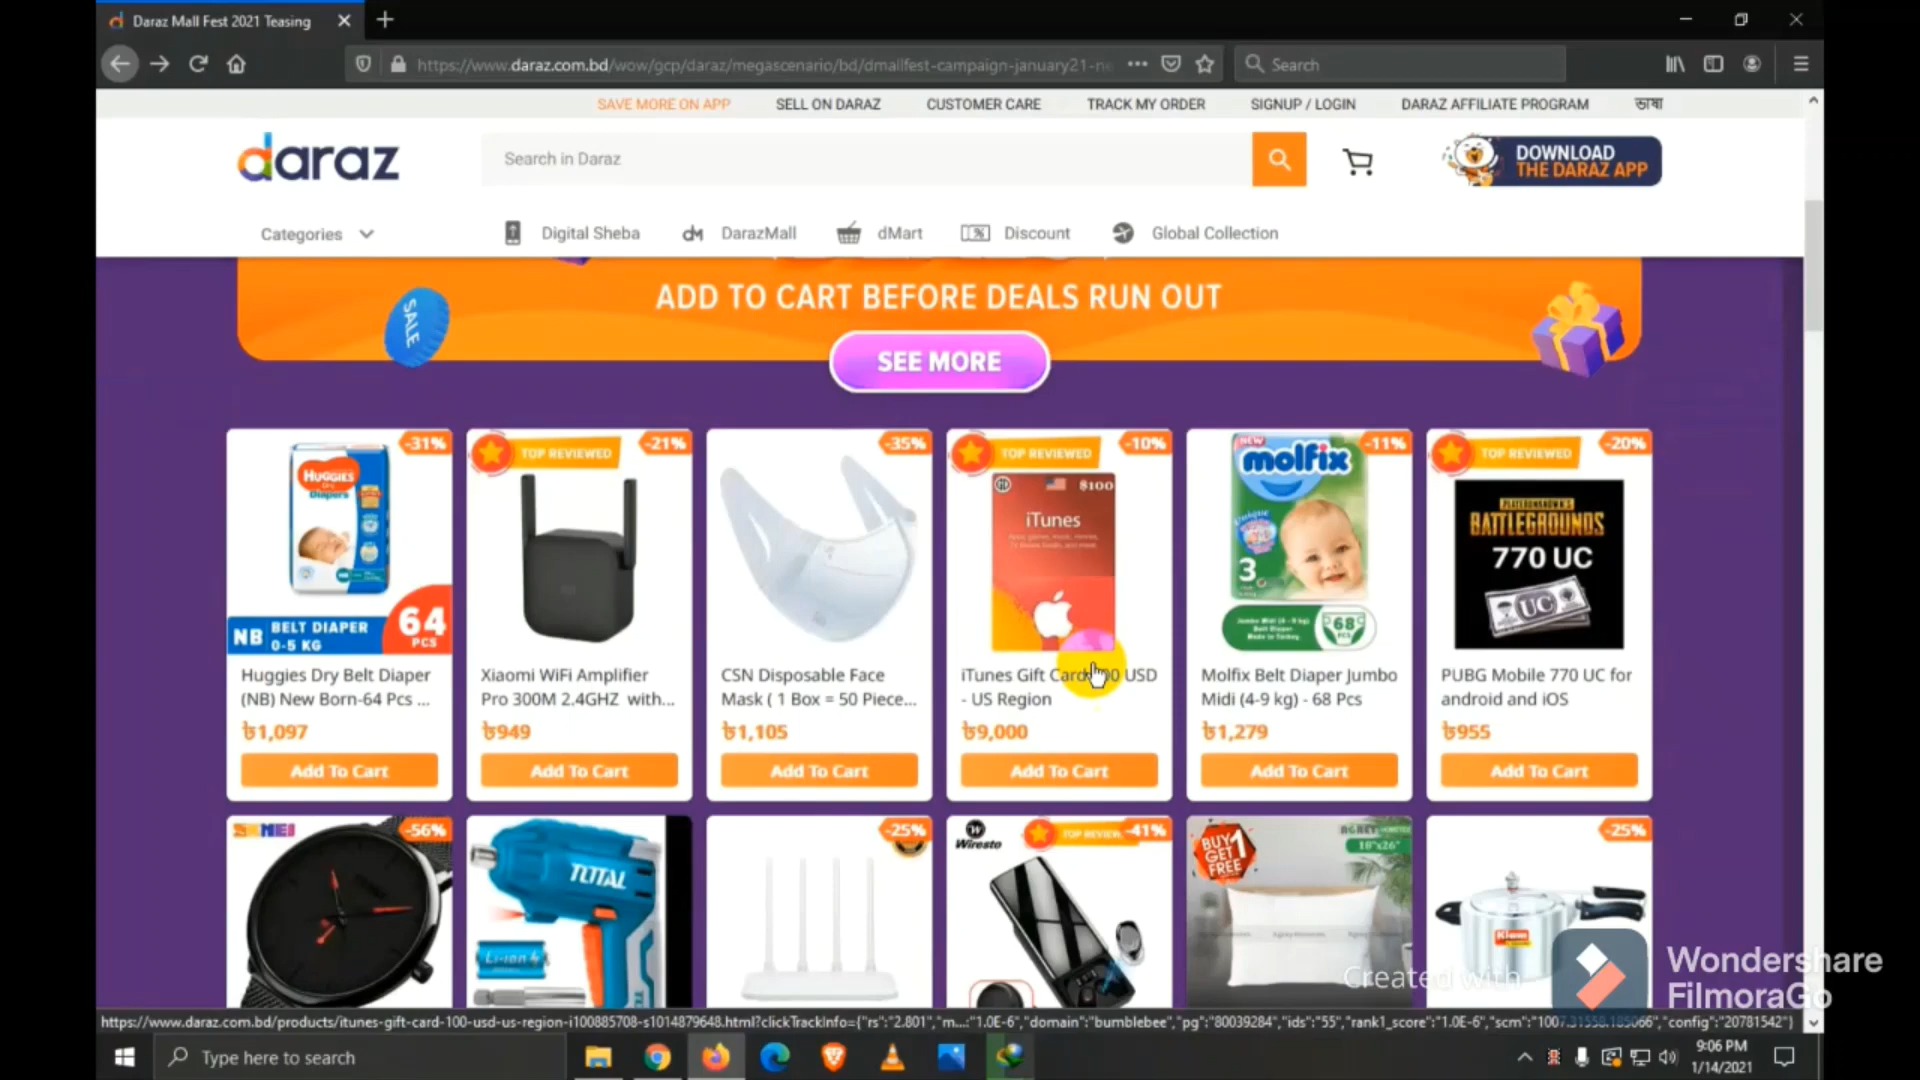 Daraz Mall Fest 2021 Teasing
https://www.daraz.com.bd/wow/gcp/daraz/megascenario/bd/dmallfest-campaign-january21-ne
Search
SAVE MORE ON APP SELL ON DARAZ CUSTOMER CARE TRACK MY ORDER SIGNUP / LOGIN DARAZ AFFILIATE PROGRAM ভাষা
daraz
Search in Daraz
DOWNLOAD
THE DARAZ APP
Categories Digital Sheba DarazMall dMart Discount Global Collection
SALE
ADD TO CART BEFORE DEALS RUN OUT
SEE MORE
-31%
HUGGIES
Dry
Diapers
NB BELT DIAPER
0-5 KG
64
PCS
Huggies Dry Belt Diaper
(NB) New Born-64 Pcs ...
৳1,097
Add To Cart
TOP REVIEWED -21%
Xiaomi WiFi Amplifier
Pro 300M 2.4GHZ with...
৳949
Add To Cart
-35%
CSN Disposable Face
Mask ( 1 Box = 50 Piece...
৳1,105
Add To Cart
TOP REVIEWED -10%
$100
iTunes
iTunes Gift Card USD
- US Region
৳9,000
Add To Cart
-11%
NEW
molfix
Unique
3
68
Molfix Belt Diaper Jumbo
Midi (4-9 kg) - 68 Pcs
৳1,279
Add To Cart
TOP REVIEWED -20%
PLAYERUNKNOWN'S
BATTLEGROUNDS
770 UC
UC
PUBG Mobile 770 UC for
android and iOS
৳955
Add To Cart
-56%
TOTAL
Li-ion
-25%
Wiresto
TOP REVIEW -41%
BUY 1
GET
FREE
18"x26"
-25%
Kiam
Created with
Wondershare
FilmoraGo
https://www.daraz.com.bd/products/itunes-gift-card-100-usd-us-region-i100885708-s1014879648.html?clickTrackInfo={"rs":"2.801","m...:"1.0E-6","domain":"bumblebee","pg":"80039284","ids":"55","rank1_score":"1.0E-6","scm":"1007.31558.185066","config":"20781542"}
Type here to search
9:06 PM
1/14/2021